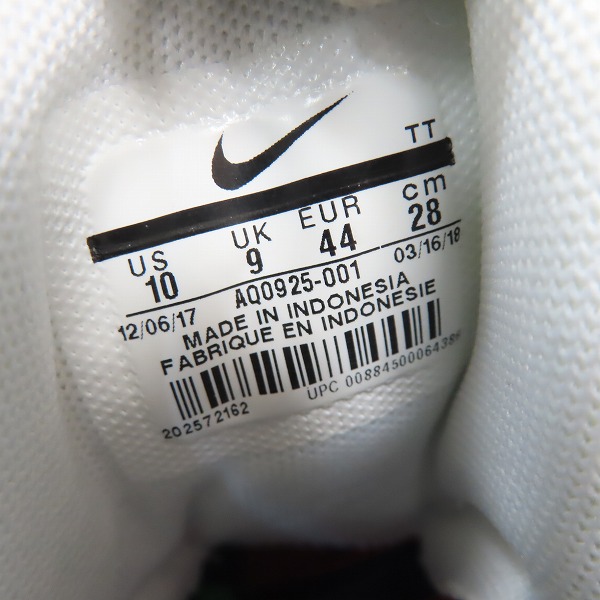 TT
US UK EUR cm
10 9 44 28
12/06/17 AQ0925-001 03/16/18
MADE IN INDONESIA
FABRIQUE EN INDONESIE
202572162 UPC